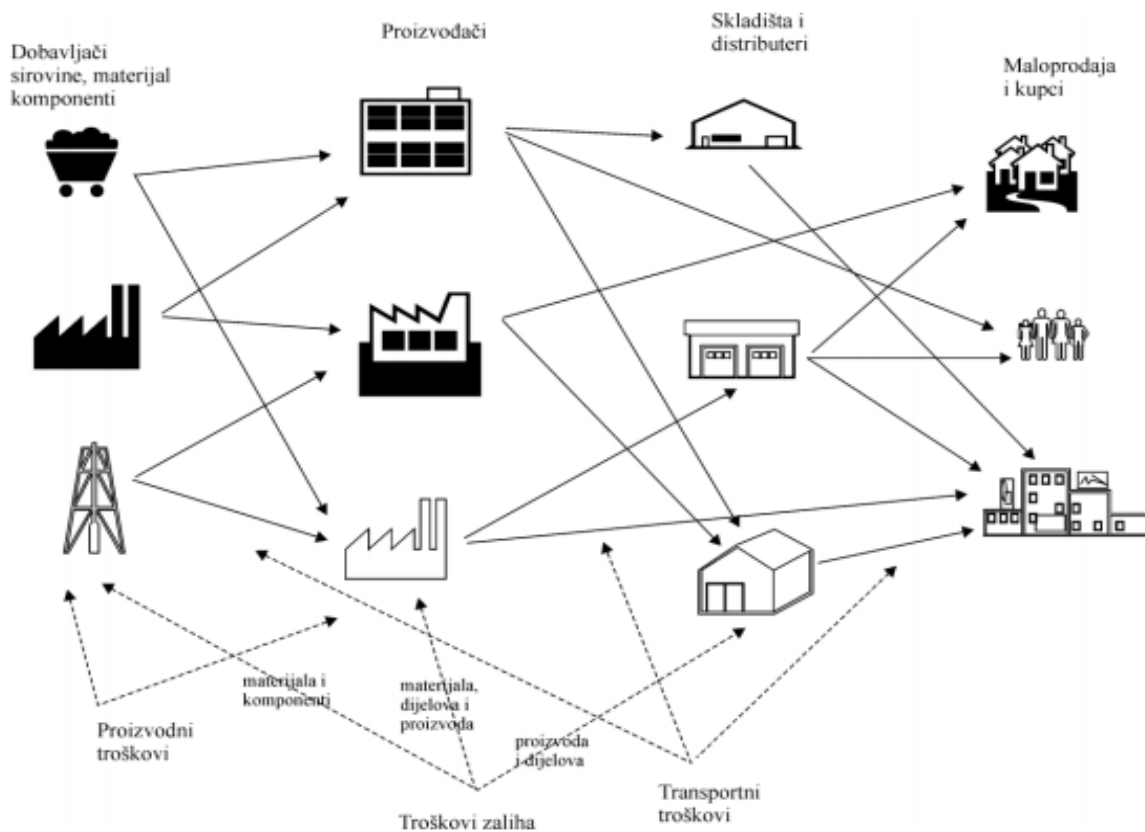 Dobavljači
sirovine, materijal
komponenti
Proizvođači
Skladišta i
distributeri
Maloprodaja
i kupci
materijala i
komponenti
materijala,
dijelova i
proizvoda
proizvoda
i dijelova
Proizvodni
troškovi
Troškovi zaliha
Transportni
troškovi